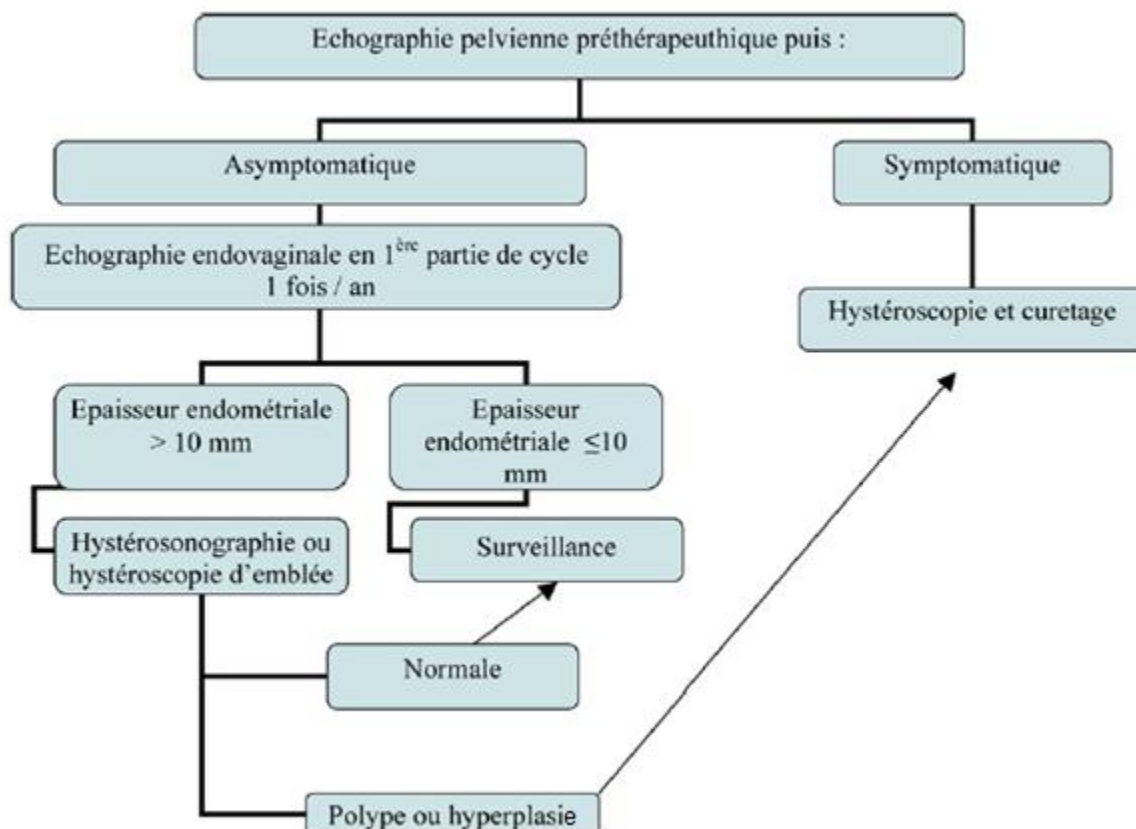 Echographie pelvienne préthérapeuthique puis :
Asymptomatique
Symptomatique
Echographie endovaginale en 1ère partie de cycle
1 fois / an
Hystéroscopie et curetage
Epaisseur endométriale
> 10 mm
Epaisseur
endométriale ≤10
mm
Hystérosonographie ou
hystéroscopie d'emblée
Surveillance
Normale
Polype ou hyperplasie